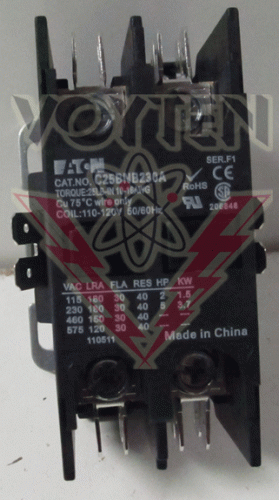 VOYTEN
EATON
SER.F1
CAT.NO. C25BNB230A
RoHS
Cu 75°C wire only
COIL:110-120V 50/60Hz
VAC LRA FLA RES HP KW
115 180 30 40 2 1.5
230 180 30 40 5 3.7
460 150 30 40 — —
575 120 30 40 — —
110511
Made in China